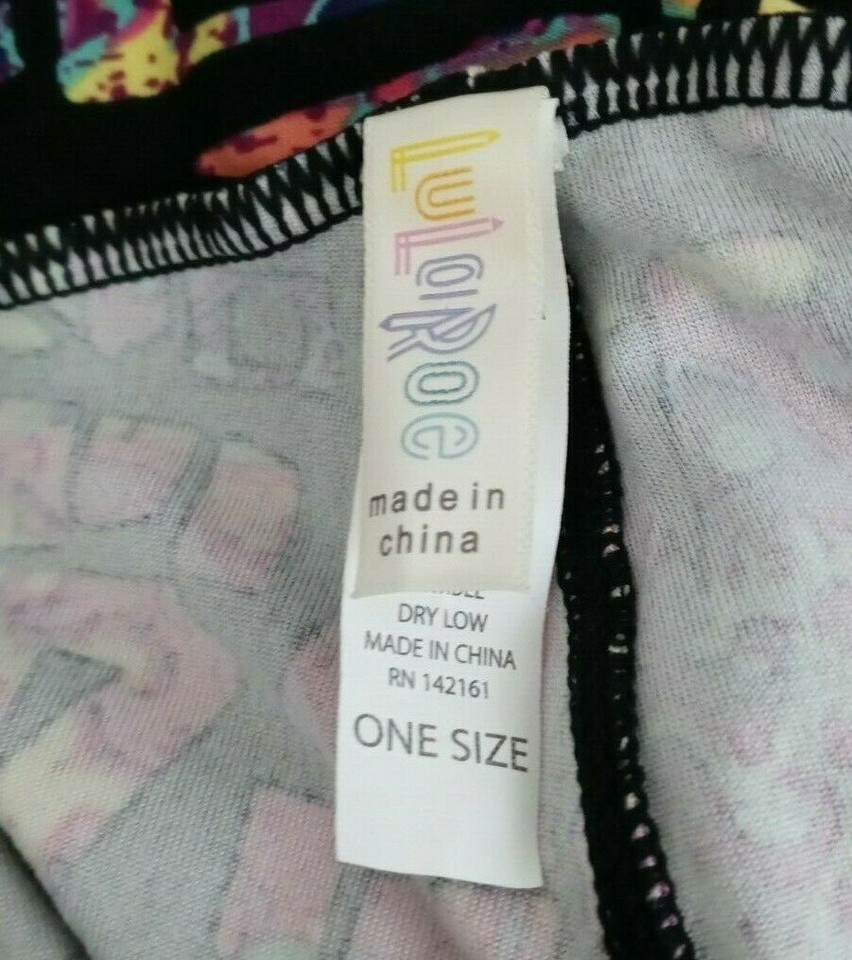 LuLaRoe
made in
china
DRY LOW
MADE IN CHINA
RN 142161
ONE SIZE